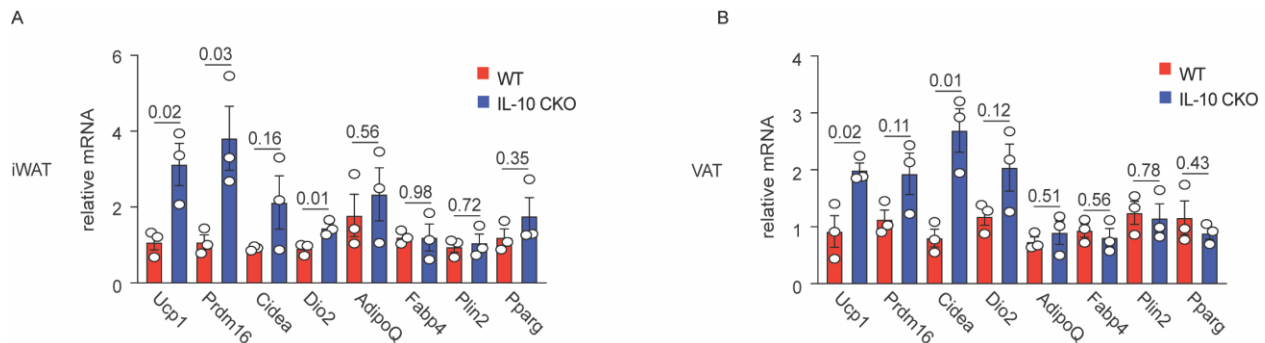 A
iWAT
relative mRNA
6
4
2
0
0.02
0.03
0.16
0.01
0.56
0.98
0.72
0.35
WT
IL-10 CKO
Ucp1
Prdm16
Cidea
Dio2
AdipoQ
Fabp4
Plin2
Pparg
B
VAT
relative mRNA
4
3
2
1
0
0.02
0.11
0.01
0.12
0.51
0.56
0.78
0.43
WT
IL-10 CKO
Ucp1
Prdm16
Cidea
Dio2
AdipoQ
Fabp4
Plin2
Pparg